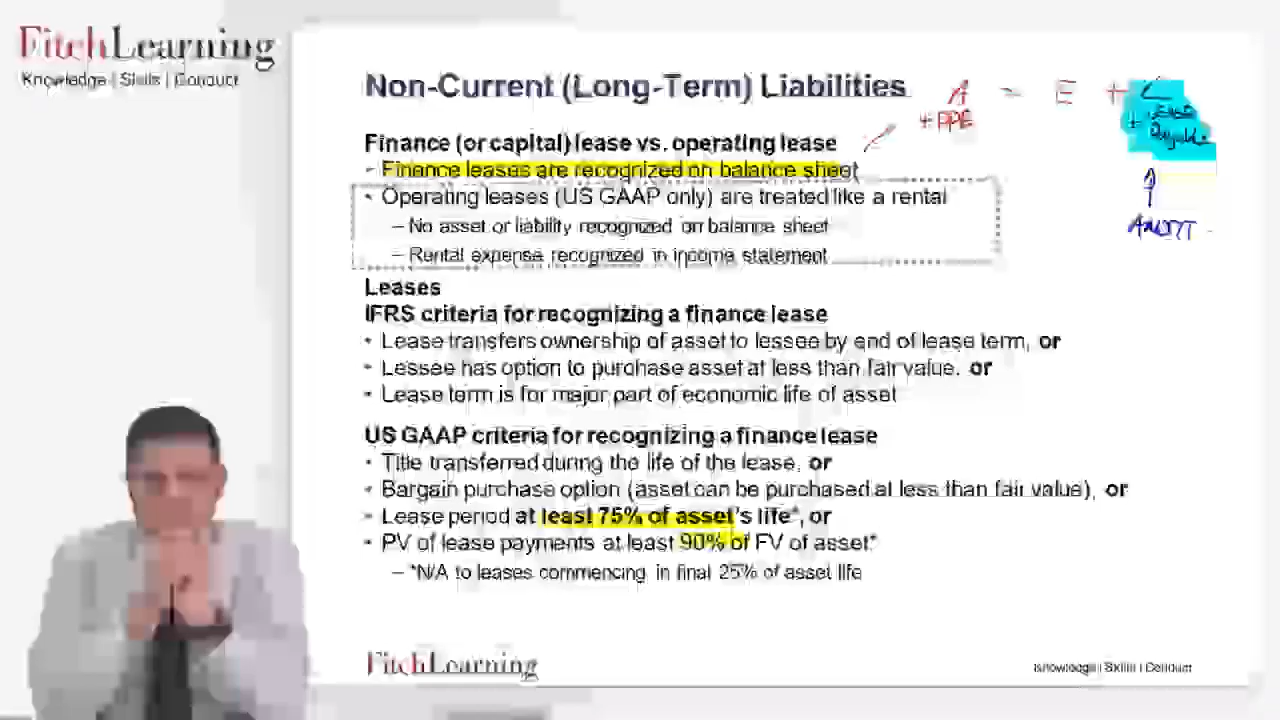 FitchLearning
Knowledge | Skills | Conduct
Non-Current (Long-Term) Liabilities
A = E + L
+PPE
+ Lease
Payable
Finance (or capital) lease vs. operating lease
- Finance leases are recognized on balance sheet
• Operating leases (US GAAP only) are treated like a rental
– No asset or liability recognized on balance sheet
– Rental expense recognized in income statement
Leases
IFRS criteria for recognizing a finance lease
• Lease transfers ownership of asset to lessee by end of lease term, or
• Lessee has option to purchase asset at less than fair value, or
• Lease term is for major part of economic life of asset
US GAAP criteria for recognizing a finance lease
• Title transferred during the life of the lease, or
• Bargain purchase option (asset can be purchased at less than fair value), or
• Lease period at least 75% of asset's life*, or
• PV of lease payments at least 90% of FV of asset*
– *N/A to leases commencing in final 25% of asset life
FitchLearning
Knowledge | Skills | Conduct